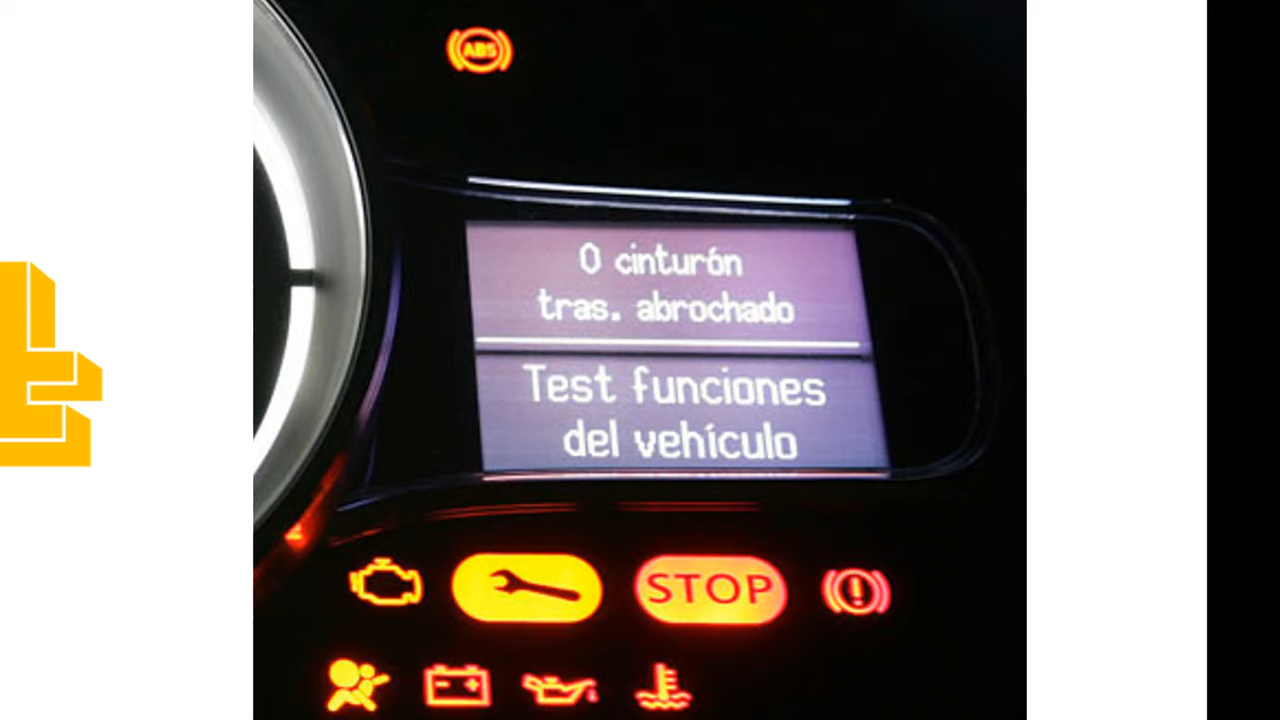 ABS
0 cinturón
tras. abrochado
Test funciones
del vehículo
STOP